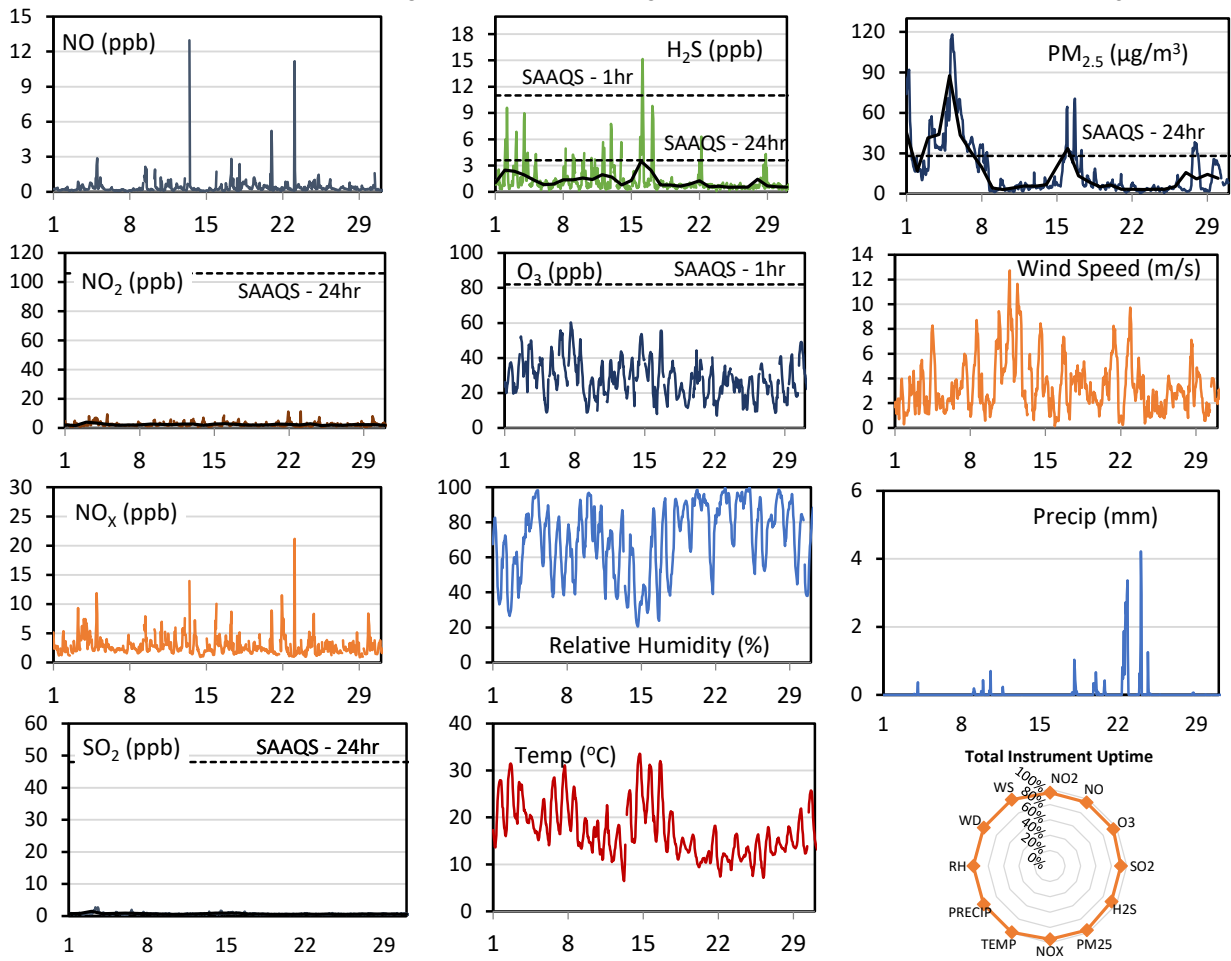 NO (ppb)
15
12
9
6
3
0
1 8 15 22 29
H₂S (ppb)
SAAQS - 1hr
SAAQS - 24hr
18
15
12
9
6
3
0
1 8 15 22 29
PM₂.₅ (µg/m³)
SAAQS - 24hr
120
90
60
30
0
1 8 15 22 29
NO₂ (ppb)
SAAQS - 24hr
120
100
80
60
40
20
0
1 8 15 22 29
O₃ (ppb)
SAAQS - 1hr
100
80
60
40
20
0
1 8 15 22 29
Wind Speed (m/s)
14
12
10
8
6
4
2
0
1 8 15 22 29
NOₓ (ppb)
30
25
20
15
10
5
0
1 8 15 22 29
100
80
60
40
20
0
Relative Humidity (%)
1 8 15 22 29
Precip (mm)
6
4
2
0
1 8 15 22 29
SO₂ (ppb)
SAAQS - 24hr
60
50
40
30
20
10
0
1 8 15 22 29
Temp (°C)
40
30
20
10
0
1 8 15 22 29
Total Instrument Uptime
100%
80%
60%
40%
20%
0%
NO2
NO
O3
SO2
H2S
PM25
NOX
TEMP
PRECIP
RH
WD
WS